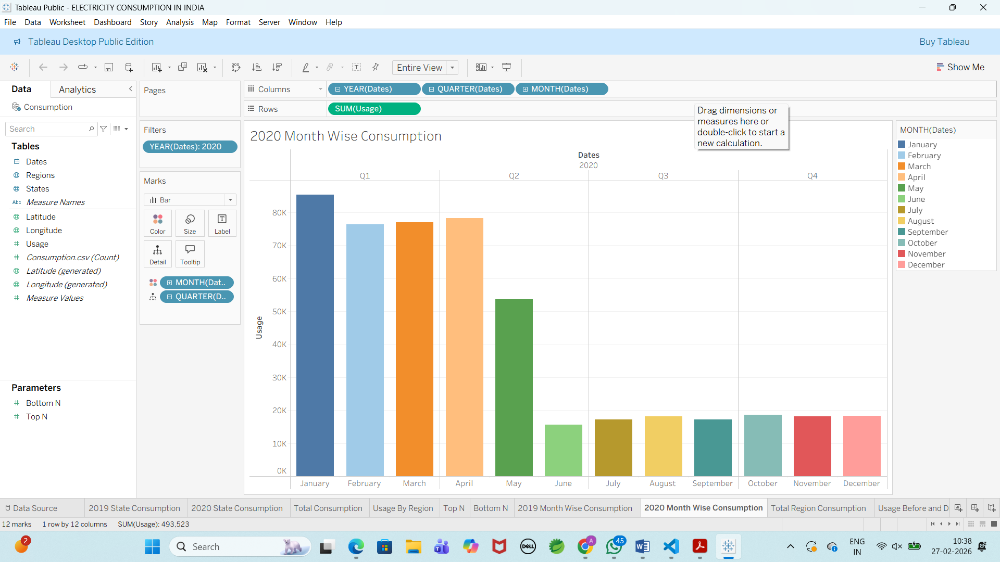 Tableau Public - ELECTRICITY CONSUMPTION IN INDIA
File Data Worksheet Dashboard Story Analysis Map Format Server Window Help
Tableau Desktop Public Edition
Buy Tableau
Entire View
Show Me
Data
Analytics
Consumption
Search
Tables
Dates
Regions
States
Abc Measure Names
Latitude
Longitude
Usage
Consumption.csv (Count)
Latitude (generated)
Longitude (generated)
Measure Values
Parameters
Bottom N
Top N
Pages
Filters
YEAR(Dates): 2020
Marks
Bar
Color
Size
Label
Detail
Tooltip
MONTH(Dat..
QUARTER(D..
Columns
YEAR(Dates)
QUARTER(Dates)
MONTH(Dates)
Rows
SUM(Usage)
Drag dimensions or
measures here or
double-click to start a
new calculation.
2020 Month Wise Consumption
Dates
2020
Q1
Q2
Q3
Q4
Usage
80K
70K
60K
50K
40K
30K
20K
10K
0K
January
February
March
April
May
June
July
August
September
October
November
December
MONTH(Dates)
January
February
March
April
May
June
July
August
September
October
November
December
Data Source
2019 State Consumption
2020 State Consumption
Total Consumption
Usage By Region
Top N
Bottom N
2019 Month Wise Consumption
2020 Month Wise Consumption
Total Region Consumption
Usage Before and D
12 marks
1 row by 12 columns
SUM(Usage): 493,523
2
Search
DELL
A
45
ENG
IN
10:38
27-02-2026